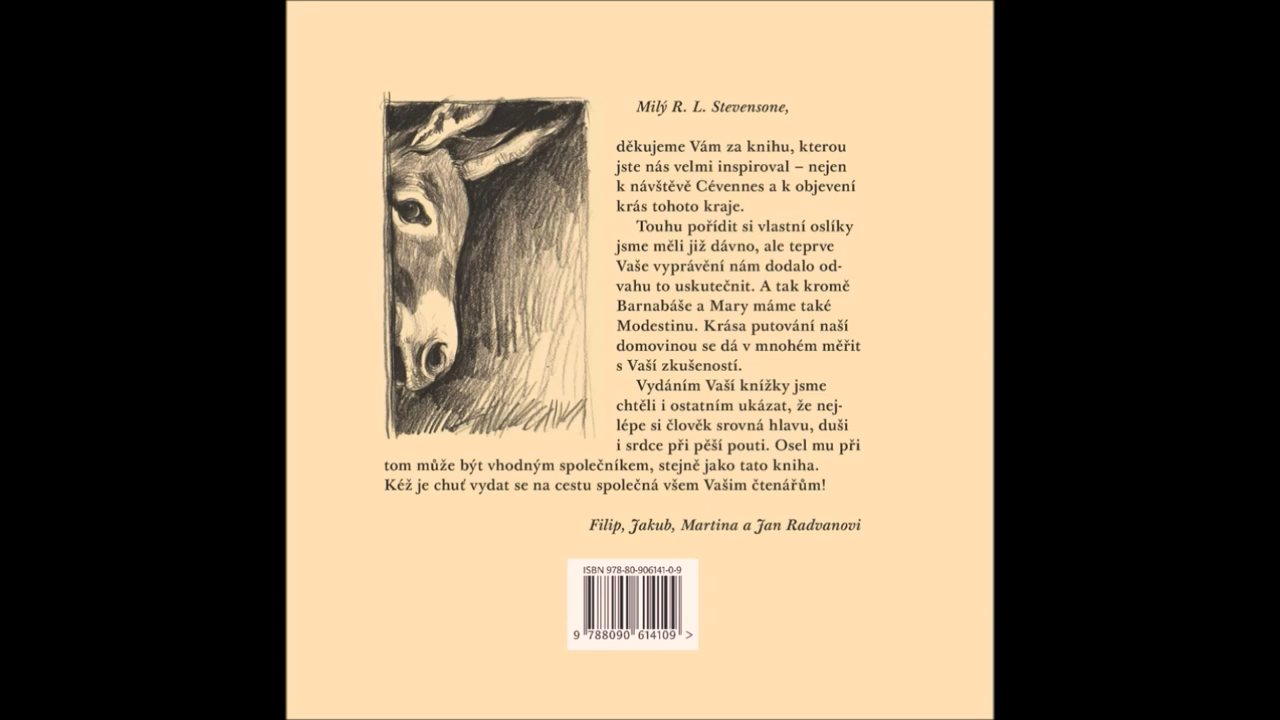 Milý R. L. Stevensone,
děkujeme Vám za knihu, kterou
jste nás velmi inspiroval – nejen
k návštěvě Cévennes a k objevení
krás tohoto kraje.
Touhu pořídit si vlastní oslíky
jsme měli již dávno, ale teprve
Vaše vyprávění nám dodalo od-
vahu to uskutečnit. A tak kromě
Barnabáše a Mary máme také
Modestinu. Krása putování naší
domovinou se dá v mnohém měřit
s Vaší zkušeností.
Vydáním Vaší knížky jsme
chtěli i ostatním ukázat, že nej-
lépe si člověk srovná hlavu, duši
i srdce při pěší pouti. Osel mu při
tom může být vhodným společníkem, stejně jako tato kniha.
Kéž je chuť vydat se na cestu společná všem Vašim čtenářům!
Filip, Jakub, Martina a Jan Radvanovi
ISBN 978-80-906141-0-9
9 788090 614109 >